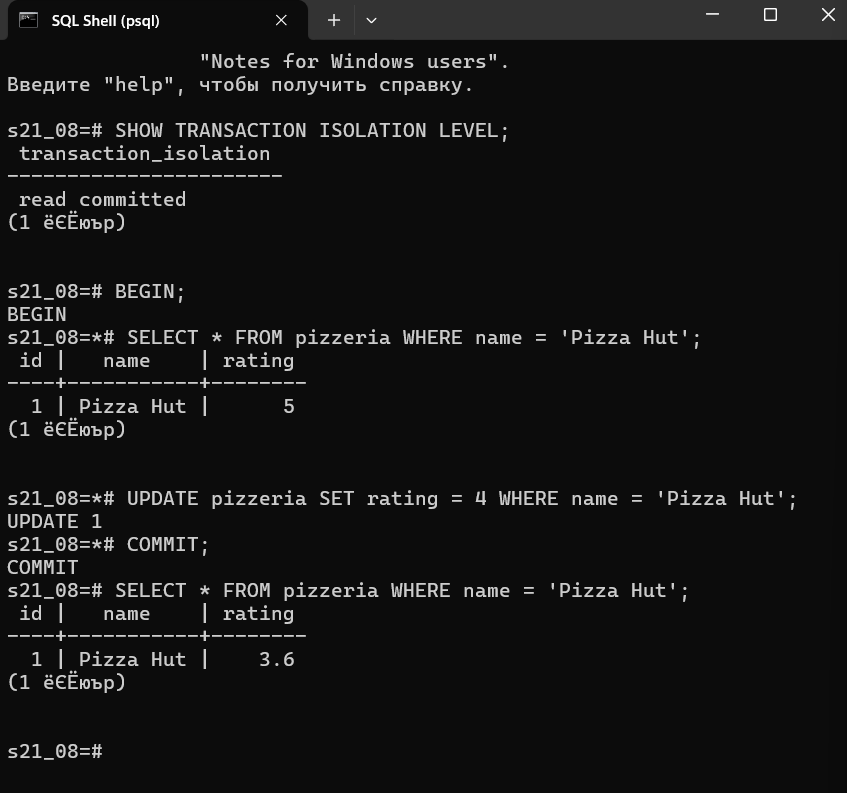 SQL Shell (psql)
"Notes for Windows users".
Введите "help", чтобы получить справку.
s21_08=# SHOW TRANSACTION ISOLATION LEVEL;
transaction_isolation
-----------------------
read committed
(1 ёЄЁюър)
s21_08=# BEGIN;
BEGIN
s21_08=*# SELECT * FROM pizzeria WHERE name = 'Pizza Hut';
id |   name    | rating
----+-----------+--------
1 | Pizza Hut |      5
(1 ёЄЁюър)
s21_08=*# UPDATE pizzeria SET rating = 4 WHERE name = 'Pizza Hut';
UPDATE 1
s21_08=*# COMMIT;
COMMIT
s21_08=# SELECT * FROM pizzeria WHERE name = 'Pizza Hut';
id |   name    | rating
----+-----------+--------
1 | Pizza Hut |    3.6
(1 ёЄЁюър)
s21_08=#